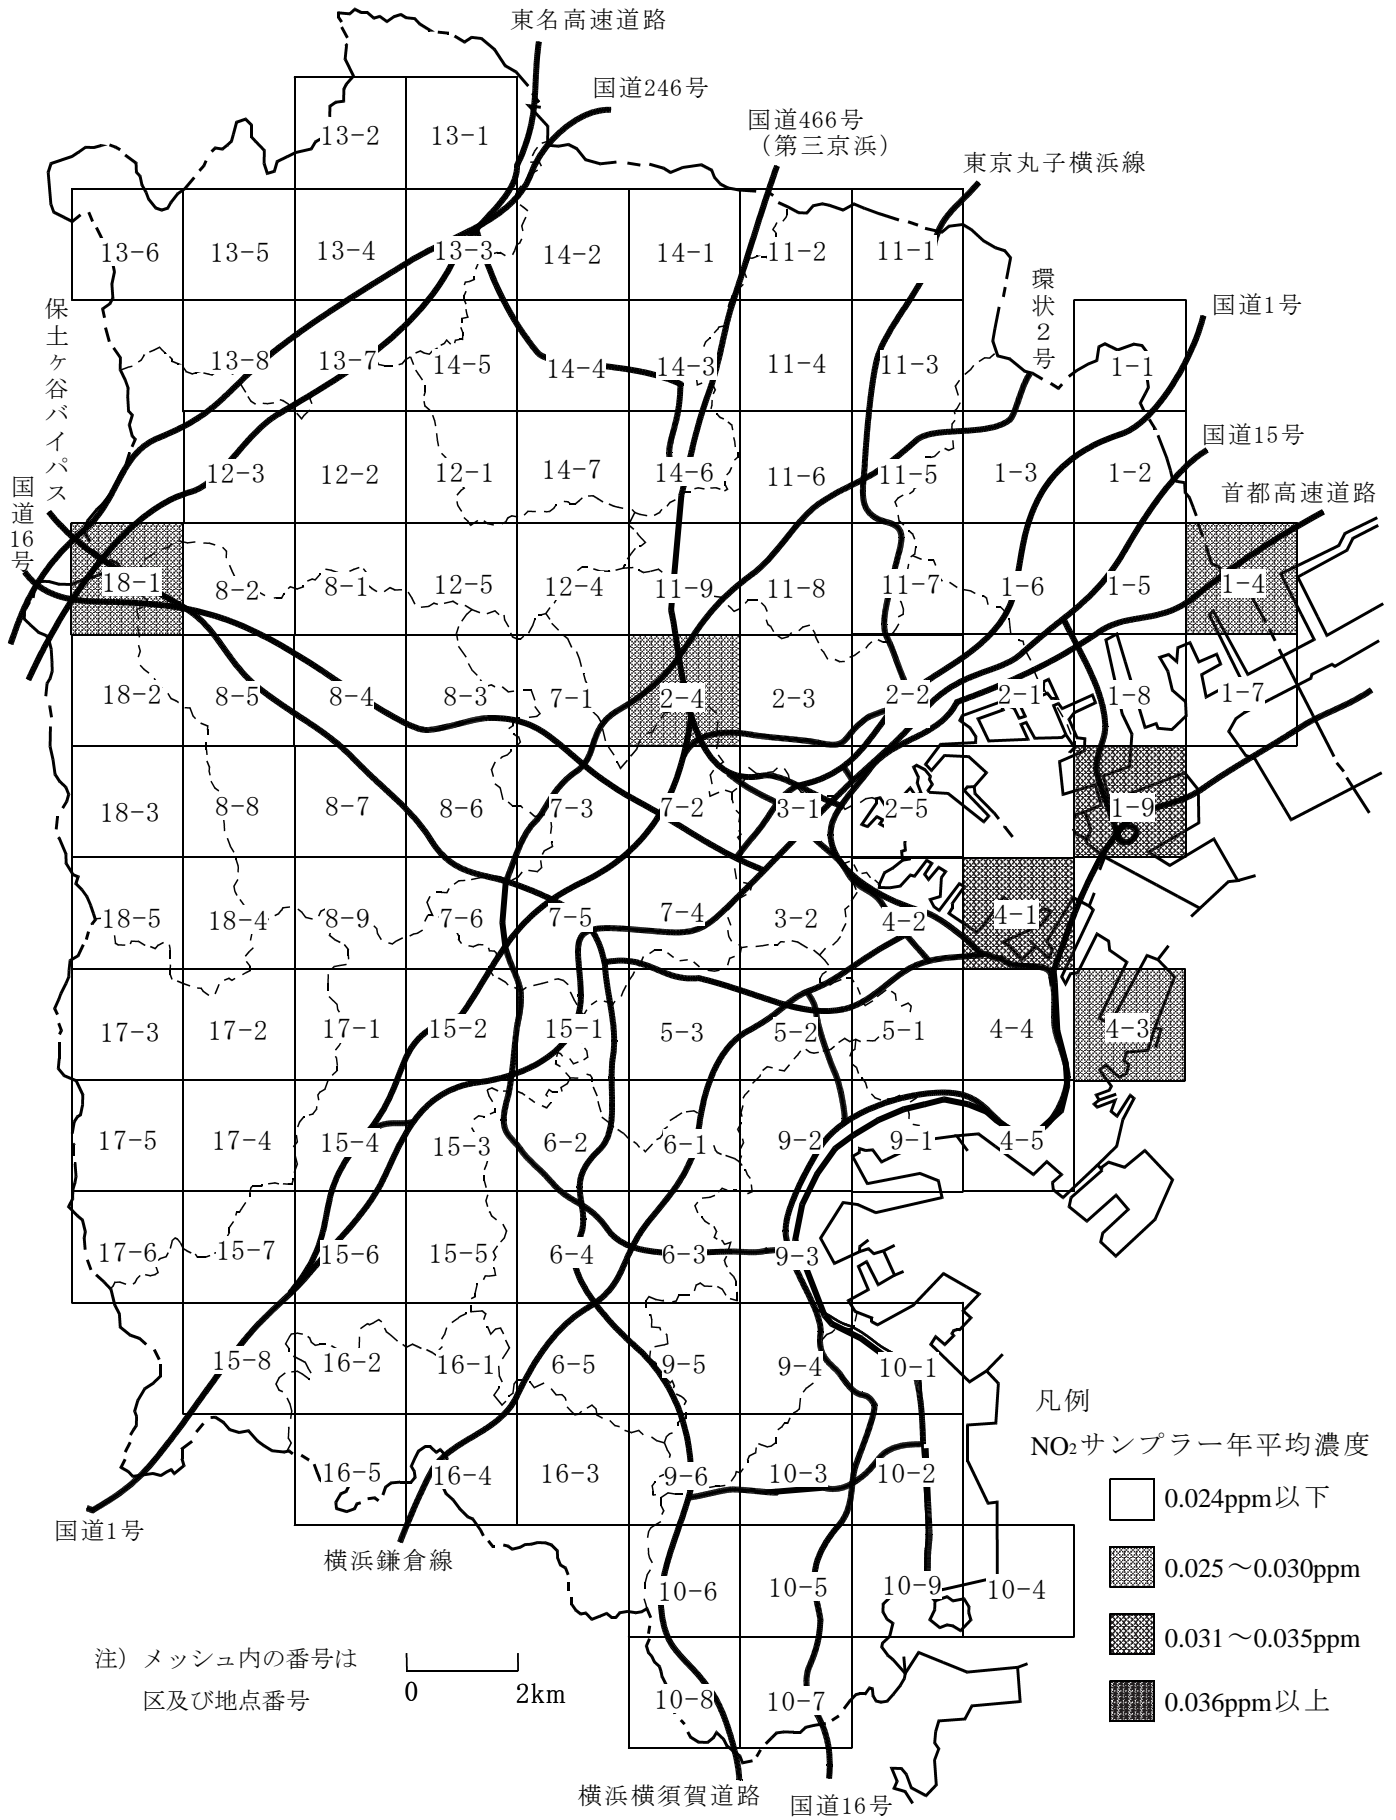 東名高速道路
国道246号
国道466号
（第三京浜）
東京丸子横浜線
環状2号
国道1号
国道15号
首都高速道路
保土ヶ谷バイパス
国道16号
13-2 13-1
13-6 13-5 13-4 13-3 14-2 14-1 11-2 11-1
13-8 13-7 14-5 14-4 14-3 11-4 11-3 1-1
12-3 12-2 12-1 14-7 14-6 11-6 11-5 1-3 1-2
18-1 8-2 8-1 12-5 12-4 11-9 11-8 11-7 1-6 1-5 1-4
18-2 8-5 8-4 8-3 7-1 2-4 2-3 2-2 2-1 1-8 1-7
18-3 8-8 8-7 8-6 7-3 7-2 3-1 2-5 1-9
18-5 18-4 8-9 7-6 7-5 7-4 3-2 4-2 4-1
17-3 17-2 17-1 15-2 15-1 5-3 5-2 5-1 4-4 4-3
17-5 17-4 15-4 15-3 6-2 6-1 9-2 9-1 4-5
17-6 15-7 15-6 15-5 6-4 6-3 9-3
15-8 16-2 16-1 6-5 9-5 9-4 10-1
16-5 16-4 16-3 9-6 10-3 10-2
10-6 10-5 10-9 10-4
10-8 10-7
国道1号
横浜鎌倉線
横浜横須賀道路
国道16号
注）メッシュ内の番号は
区及び地点番号
0 2km
凡例
NO₂サンプラー年平均濃度
0.024ppm以下
0.025～0.030ppm
0.031～0.035ppm
0.036ppm以上